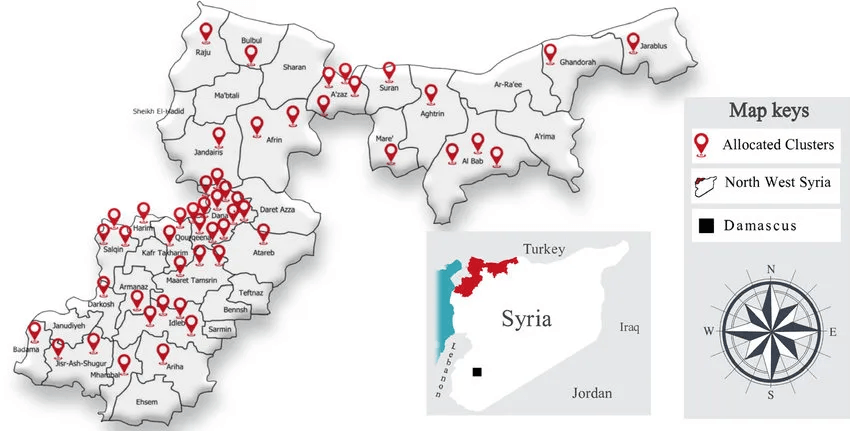 Raju
Bulbul
Sharan
Jarablus
Ghandorah
A'zaz
Suran
Ar-Ra'ee
Ma'btali
Sheikh El-Hadid
Aghtrin
Afrin
Mare'
A'rima
Jandairis
Al Bab
Dana
Daret Azza
Harim
Qourqeena
Salqin
Kafr Takharim
Atareb
Maaret Tamsrin
Armanaz
Darkosh
Teftnaz
Bennsh
Janudiyeh
Idleb
Sarmin
Badama
Jisr-Ash-Shugur
Mhambal
Ariha
Ehsem
Map keys
Allocated Clusters
North West Syria
Damascus
Turkey
Syria
Iraq
Lebanon
Jordan
N
W
E
S